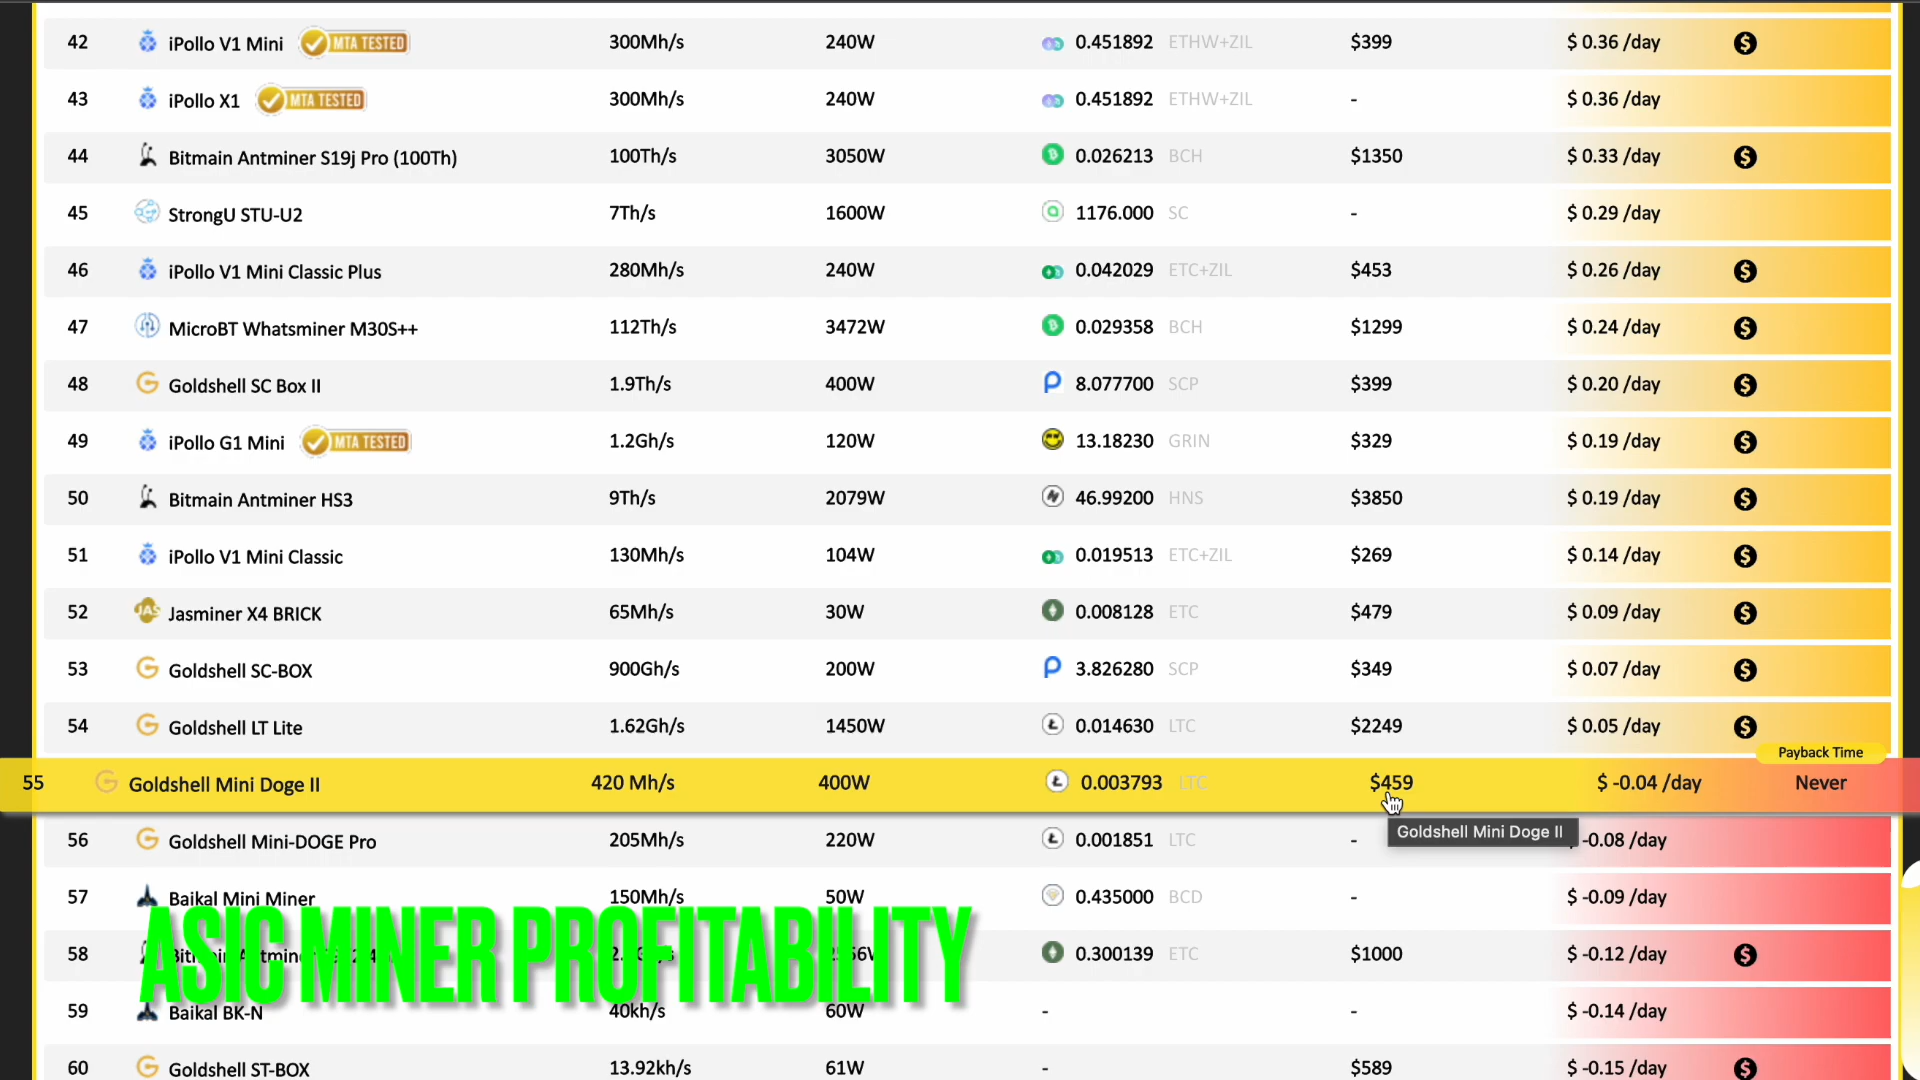 42 iPollo V1 Mini MTA TESTED 300Mh/s 240W 0.451892 ETHW+ZIL $399 $ 0.36 /day
43 iPollo X1 MTA TESTED 300Mh/s 240W 0.451892 ETHW+ZIL - $ 0.36 /day
44 Bitmain Antminer S19j Pro (100Th) 100Th/s 3050W 0.026213 BCH $1350 $ 0.33 /day
45 StrongU STU-U2 7Th/s 1600W 1176.000 SC - $ 0.29 /day
46 iPollo V1 Mini Classic Plus 280Mh/s 240W 0.042029 ETC+ZIL $453 $ 0.26 /day
47 MicroBT Whatsminer M30S++ 112Th/s 3472W 0.029358 BCH $1299 $ 0.24 /day
48 Goldshell SC Box II 1.9Th/s 400W 8.077700 SCP $399 $ 0.20 /day
49 iPollo G1 Mini MTA TESTED 1.2Gh/s 120W 13.18230 GRIN $329 $ 0.19 /day
50 Bitmain Antminer HS3 9Th/s 2079W 46.99200 HNS $3850 $ 0.19 /day
51 iPollo V1 Mini Classic 130Mh/s 104W 0.019513 ETC+ZIL $269 $ 0.14 /day
52 JAS Jasminer X4 BRICK 65Mh/s 30W 0.008128 ETC $479 $ 0.09 /day
53 Goldshell SC-BOX 900Gh/s 200W 3.826280 SCP $349 $ 0.07 /day
54 Goldshell LT Lite 1.62Gh/s 1450W 0.014630 LTC $2249 $ 0.05 /day
Payback Time
55 Goldshell Mini Doge II 420 Mh/s 400W 0.003793 LTC $459 $ -0.04 /day Never
Goldshell Mini Doge II
56 Goldshell Mini-DOGE Pro 205Mh/s 220W 0.001851 LTC - -0.08 /day
57 Baikal Mini Miner 150Mh/s 50W 0.435000 BCD - $ -0.09 /day
58 0.300139 ETC $1000 $ -0.12 /day
ASIC MINER PROFITABILITY
59 Baikal BK-N 40kh/s 60W - - $ -0.14 /day
60 Goldshell ST-BOX 13.92kh/s 61W - $589 $ -0.15 /day